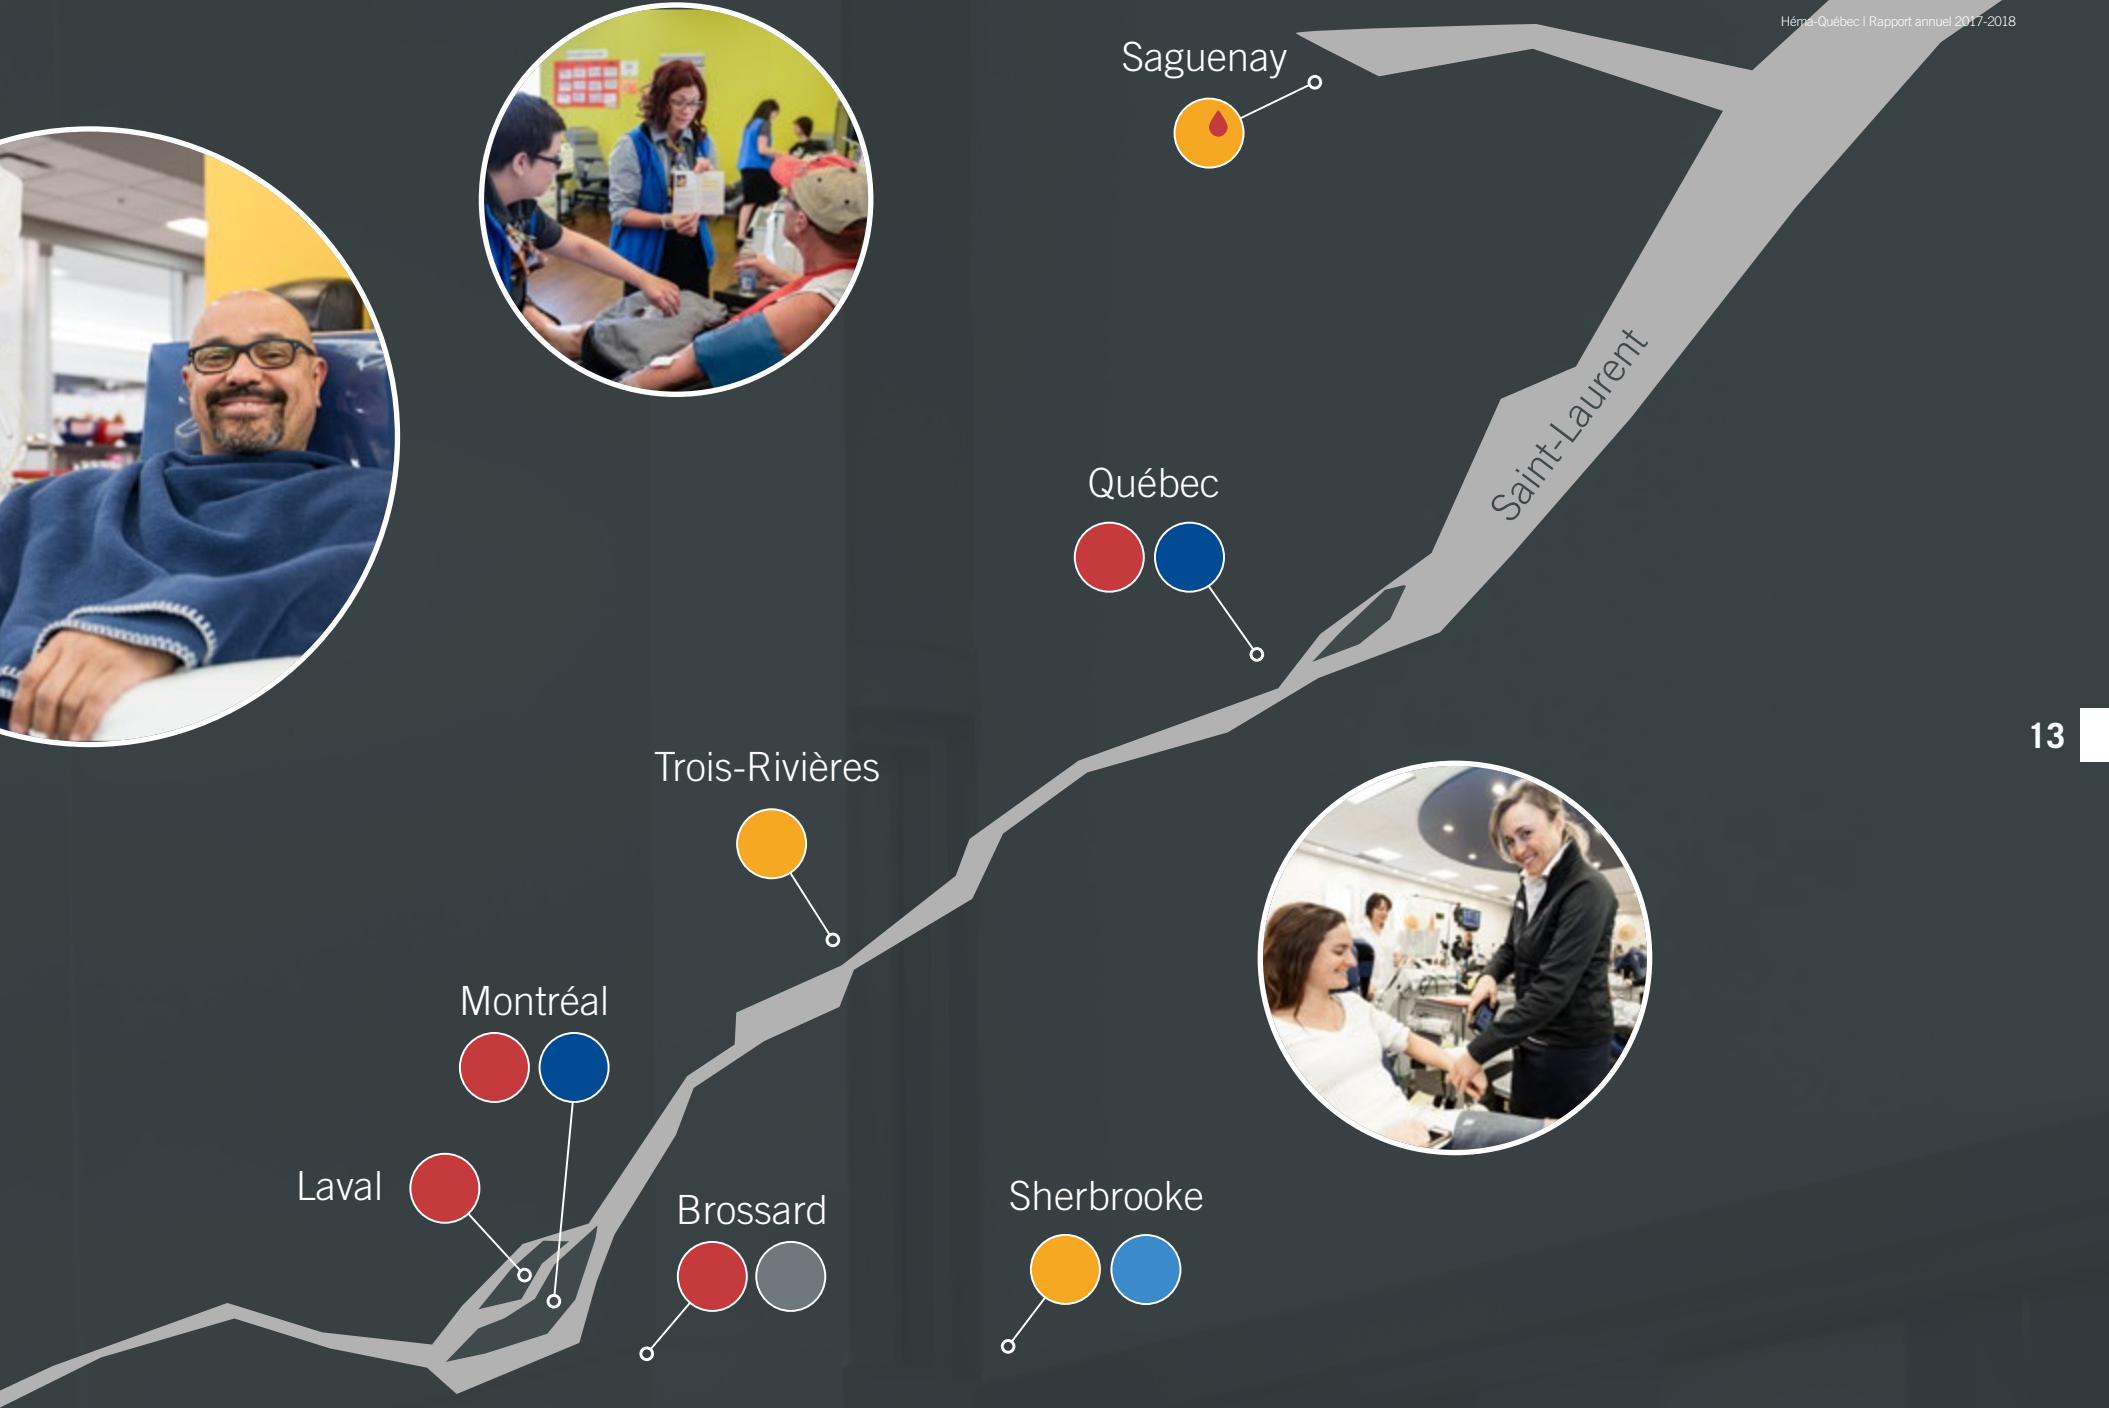 Héma-Québec | Rapport annuel 2017-2018
Saguenay
Saint-Laurent
Québec
13
Trois-Rivières
Montréal
Laval
Brossard
Sherbrooke